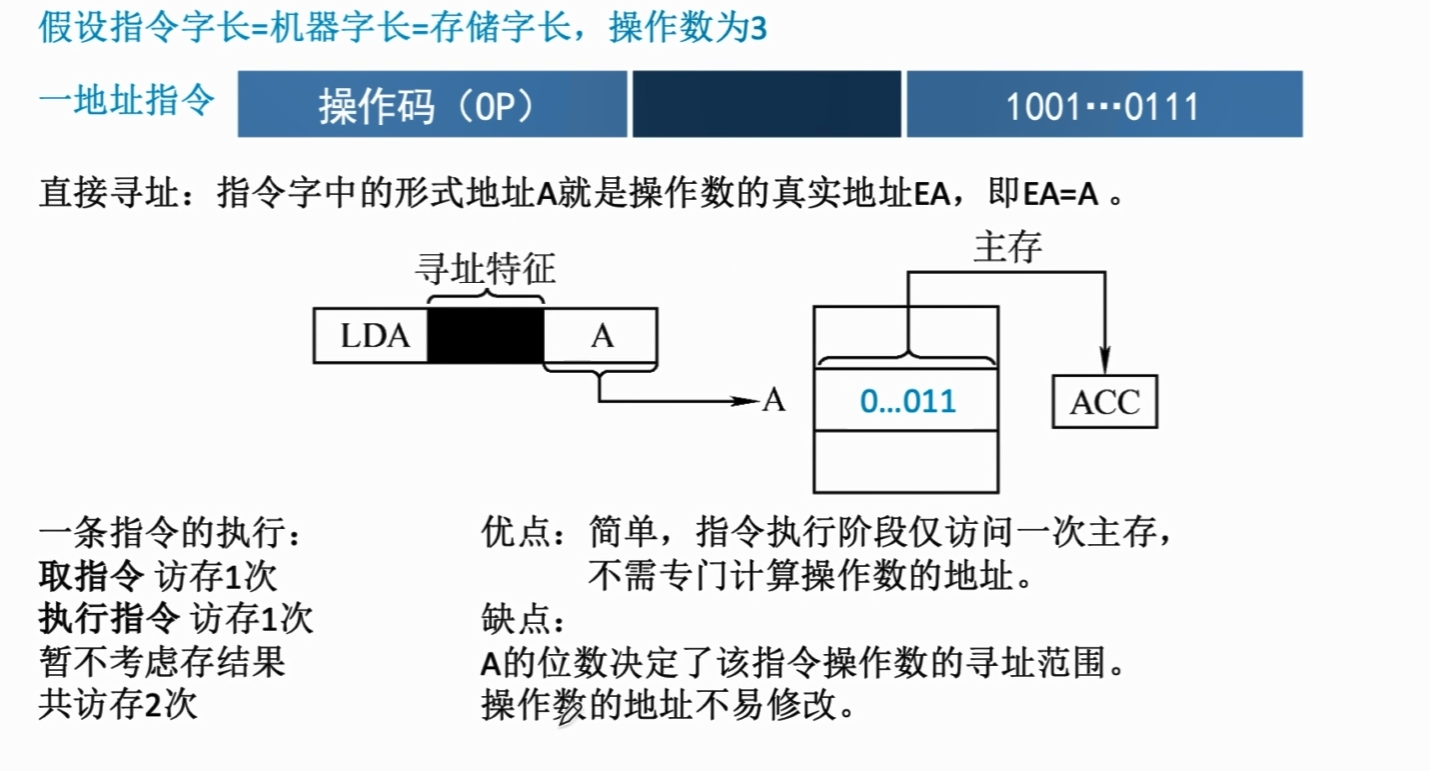 假设指令字长=机器字长=存储字长，操作数为3
一地址指令 操作码（OP） 1001…0111
直接寻址：指令字中的形式地址A就是操作数的真实地址EA，即EA=A 。
主存
寻址特征
LDA A
A 0...011 ACC
一条指令的执行：
取指令 访存1次
执行指令 访存1次
暂不考虑存结果
共访存2次
优点：简单，指令执行阶段仅访问一次主存，
不需专门计算操作数的地址。
缺点：
A的位数决定了该指令操作数的寻址范围。
操作数的地址不易修改。